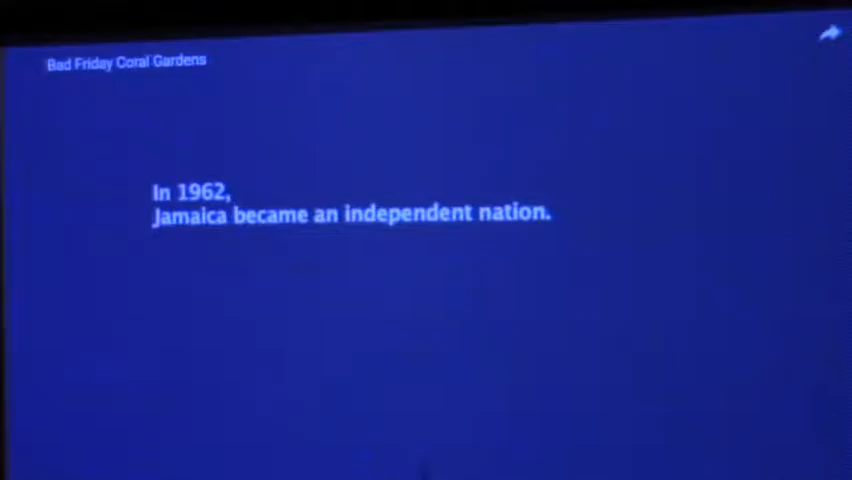 Bad Friday Coral Gardens
In 1962,
Jamaica became an independent nation.